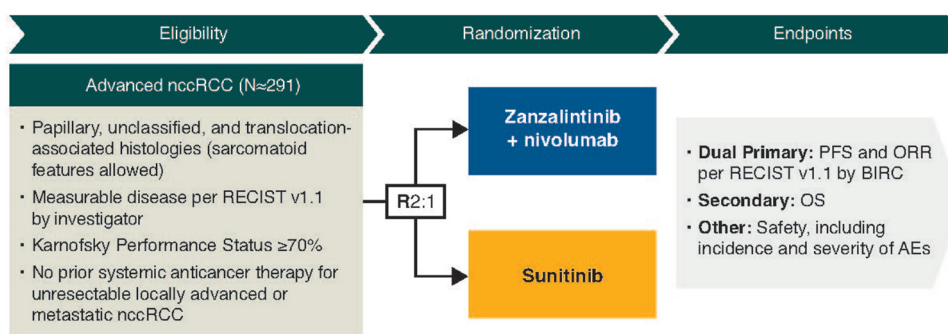 Eligibility
Randomization
Endpoints
Advanced nccRCC (N≈291)
• Papillary, unclassified, and translocation-
associated histologies (sarcomatoid
features allowed)
• Measurable disease per RECIST v1.1
by investigator
• Karnofsky Performance Status ≥70%
• No prior systemic anticancer therapy for
unresectable locally advanced or
metastatic nccRCC
R2:1
Zanzalintinib
+ nivolumab
Sunitinib
• Dual Primary: PFS and ORR
per RECIST v1.1 by BIRC
• Secondary: OS
• Other: Safety, including
incidence and severity of AEs